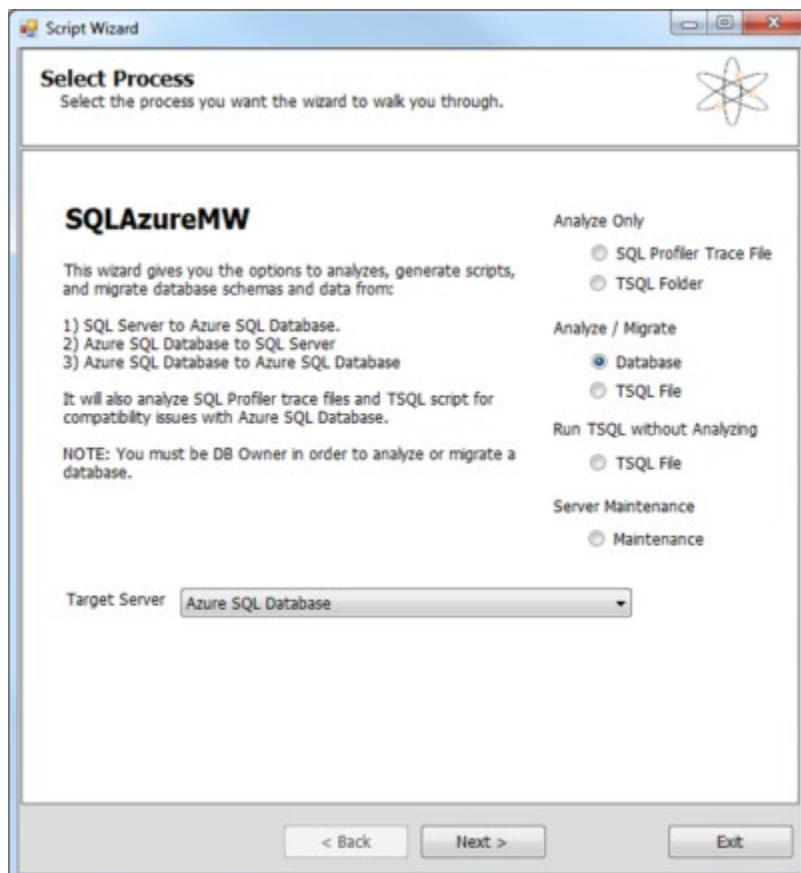 Script Wizard
Select Process
Select the process you want the wizard to walk you through.
SQLAzureMW
This wizard gives you the options to analyzes, generate scripts,
and migrate database schemas and data from:
1) SQL Server to Azure SQL Database.
2) Azure SQL Database to SQL Server
3) Azure SQL Database to Azure SQL Database
It will also analyze SQL Profiler trace files and TSQL script for
compatibility issues with Azure SQL Database.
NOTE: You must be DB Owner in order to analyze or migrate a
database.
Analyze Only
SQL Profiler Trace File
TSQL Folder
Analyze / Migrate
Database
TSQL File
Run TSQL without Analyzing
TSQL File
Server Maintenance
Maintenance
Target Server
Azure SQL Database
< Back
Next >
Exit